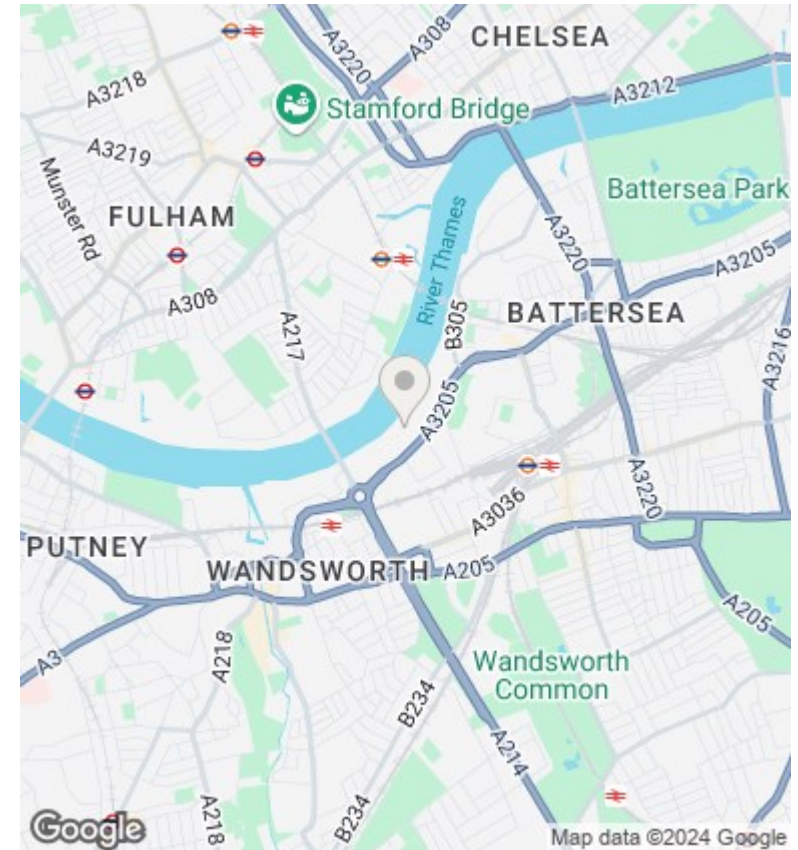 CHELSEA
A308
A3220
A3218
A3212
Stamford Bridge
A3219
Munster Rd
Battersea Park
FULHAM
River Thames
A3220
A3205
A308
A217
B305
BATTERSEA
A3216
A3205
A3036
A3220
PUTNEY
WANDSWORTH
A205
A205
A218
A3
Wandsworth
Common
B234
A214
A218
B234
Google
Map data ©2024 Google